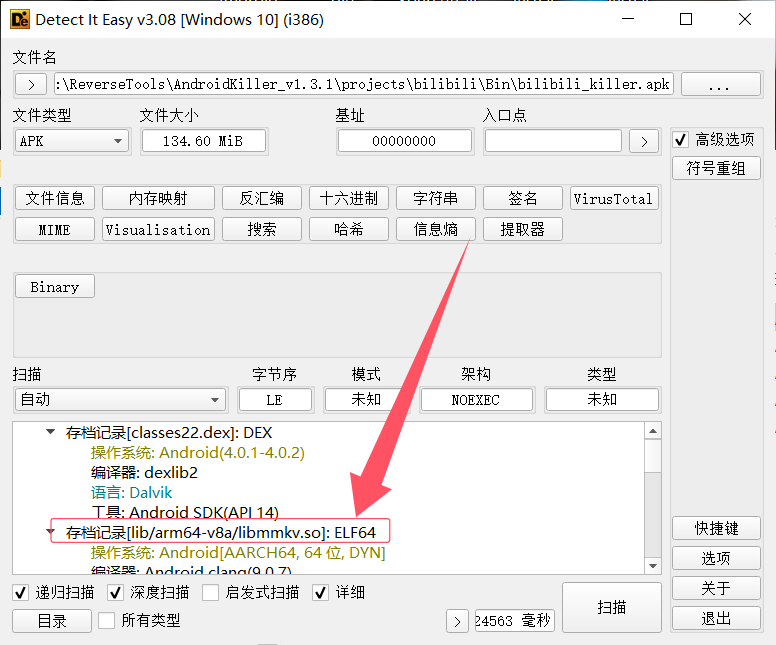 Detect It Easy v3.08 [Windows 10] (i386)
文件名
> :\ReverseTools\AndroidKiller_v1.3.1\projects\bilibili\Bin\bilibili_killer.apk ...
文件类型 文件大小 基址 入口点
APK 134.60 MiB 00000000 > 高级选项
符号重组
文件信息 内存映射 反汇编 十六进制 字符串 签名 VirusTotal
MIME Visualisation 搜索 哈希 信息熵 提取器
Binary
扫描 字节序 模式 架构 类型
自动 LE 未知 NOEXEC 未知
存档记录[classes22.dex]: DEX
操作系统: Android(4.0.1-4.0.2)
编译器: dexlib2
语言: Dalvik
工具: Android SDK(API 14)
存档记录[lib/arm64-v8a/libmmkv.so]: ELF64
操作系统: Android[AARCH64, 64 位, DYN]
编译器: Android clang(9.0.7)
快捷键
选项
关于
退出
递归扫描 深度扫描 启发式扫描 详细
目录 所有类型 > 24563 毫秒 扫描